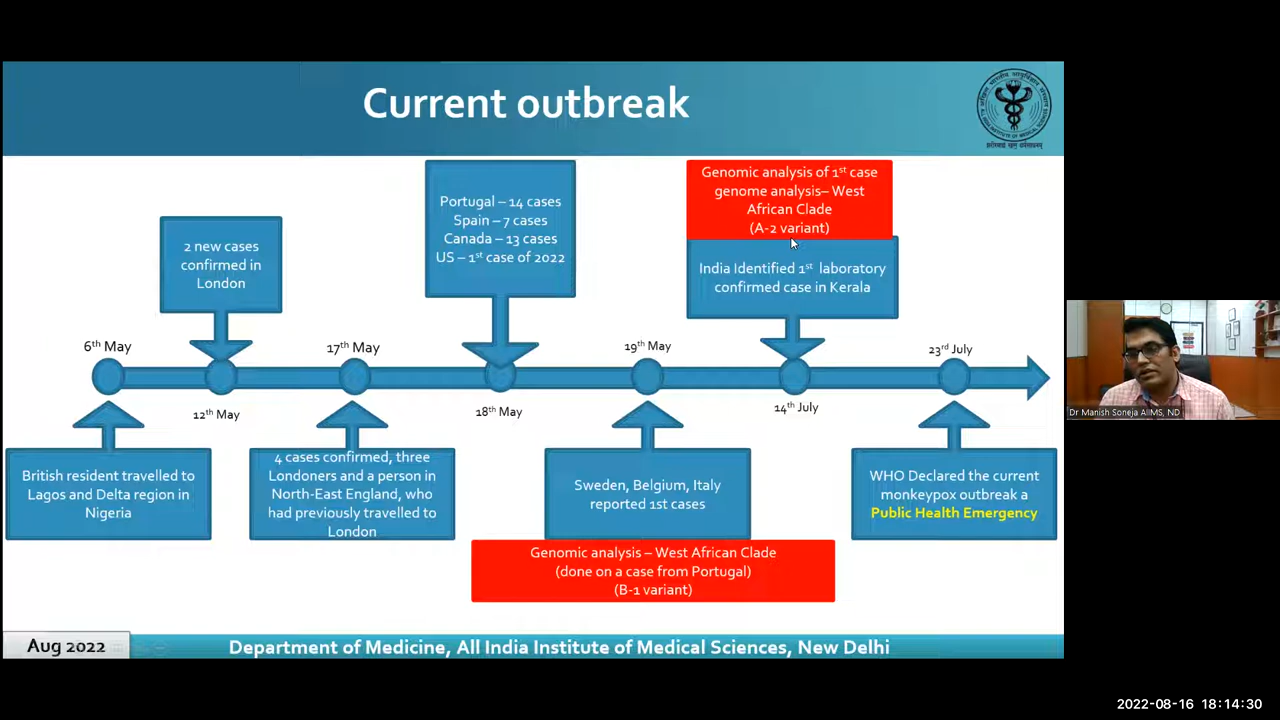 Current outbreak
2 new cases
confirmed in
London
Portugal – 14 cases
Spain – 7 cases
Canada – 13 cases
US – 1st case of 2022
Genomic analysis of 1st case
genome analysis– West
African Clade
(A-2 variant)
India Identified 1st laboratory
confirmed case in Kerala
6th May
12th May
17th May
18th May
19th May
14th July
23rd July
British resident travelled to
Lagos and Delta region in
Nigeria
4 cases confirmed, three
Londoners and a person in
North-East England, who
had previously travelled to
London
Sweden, Belgium, Italy
reported 1st cases
Genomic analysis – West African Clade
(done on a case from Portugal)
(B-1 variant)
WHO Declared the current
monkeypox outbreak a
Public Health Emergency
Dr Manish Soneja AIIMS, ND
Aug 2022
Department of Medicine, All India Institute of Medical Sciences, New Delhi
2022-08-16 18:14:30